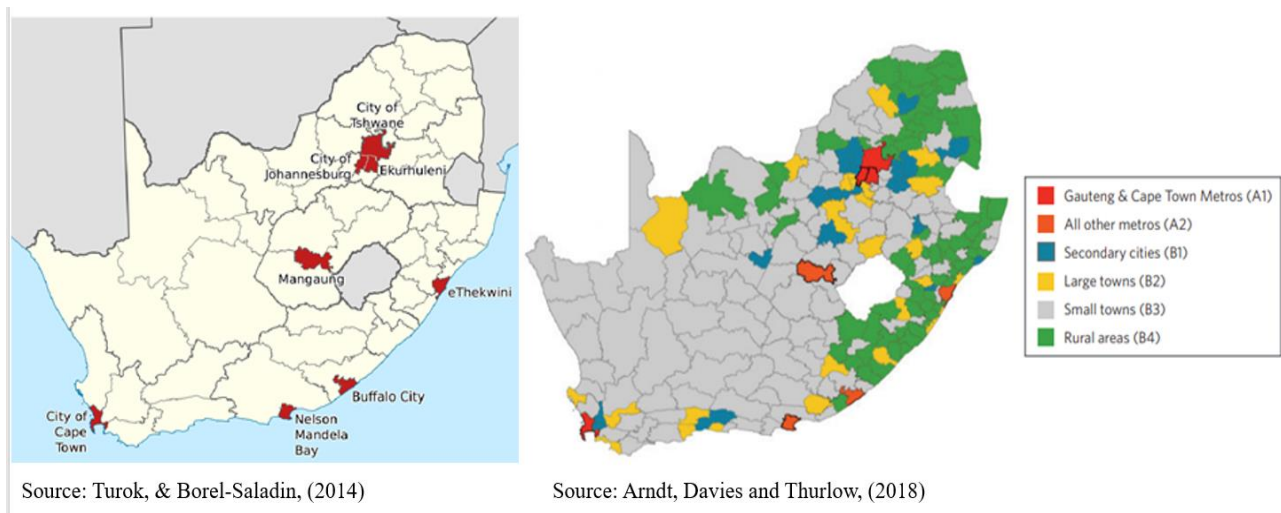 City of
Tshwane
City of
Johannesburg
Ekurhuleni
Mangaung
eThekwini
Buffalo City
Nelson
Mandela
Bay
City of
Cape
Town
Gauteng & Cape Town Metros (A1)
All other metros (A2)
Secondary cities (B1)
Large towns (B2)
Small towns (B3)
Rural areas (B4)
Source: Turok, & Borel-Saladin, (2014)
Source: Arndt, Davies and Thurlow, (2018)